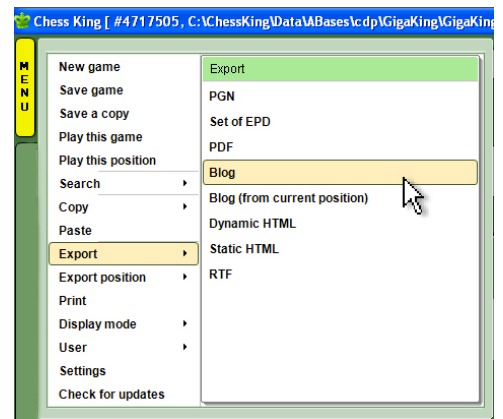 Chess King [ #4717505, C:\ChessKing\Data\ABases\cdp\GigaKing\GigaKing
MENU
New game
Save game
Save a copy
Play this game
Play this position
Search
Copy
Paste
Export
Export position
Print
Display mode
User
Settings
Check for updates
Export
PGN
Set of EPD
PDF
Blog
Blog (from current position)
Dynamic HTML
Static HTML
RTF